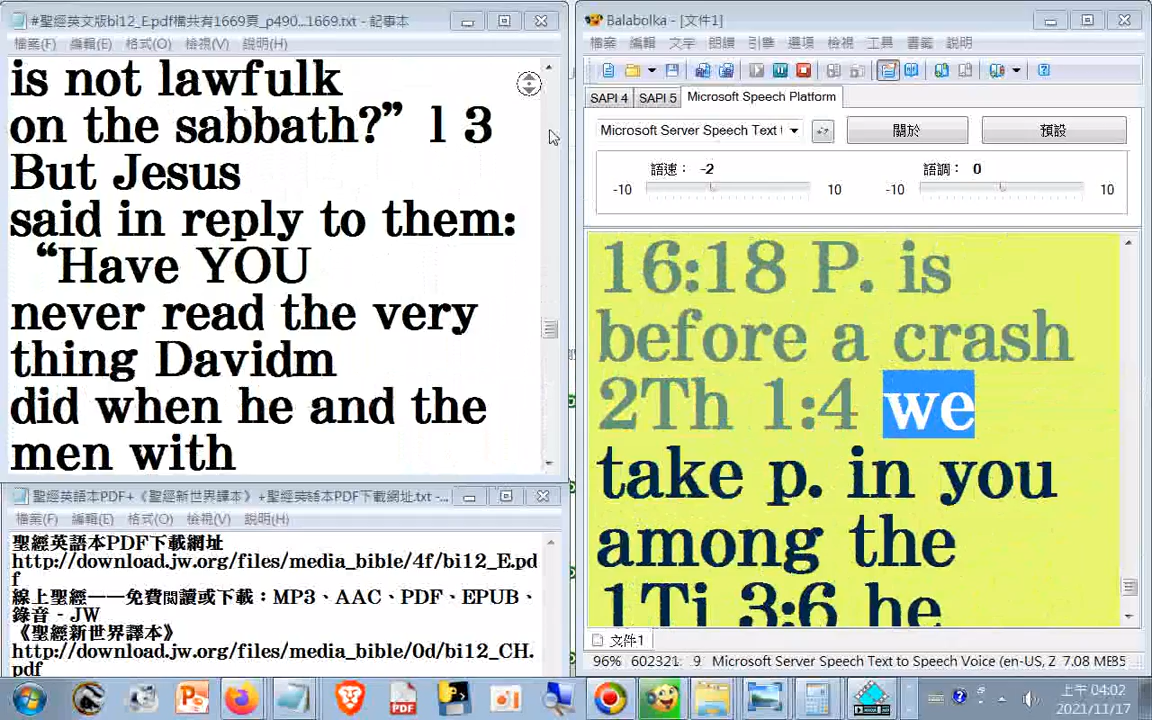 #聖經英文版bi12_E.pdf橫共有1669頁_p490...1669.txt - 記事本
檔案(F) 編輯(E) 格式(O) 檢視(V) 說明(H)
is not lawfulk
on the sabbath?” 1 3
But Jesus
said in reply to them:
“Have YOU
never read the very
thing Davidm
did when he and the
men with
聖經英語本PDF+《聖經新世界譯本》+聖經英語本PDF下載網址.txt -...
檔案(F) 編輯(E) 格式(O) 檢視(V) 說明(H)
聖經英語本PDF下載網址
http://download.jw.org/files/media_bible/4f/bi12_E.pd
f
線上聖經——免費閱讀或下載：MP3、AAC、PDF、EPUB、
錄音 - JW
《聖經新世界譯本》
http://download.jw.org/files/media_bible/0d/bi12_CH.
pdf
Balabolka - [文件1]
檔案 編輯 文字 朗讀 引擎 選項 檢視 工具 書籤 說明
SAPI 4 SAPI 5 Microsoft Speech Platform
Microsoft Server Speech Text 關於 預設
語速： -2 語調： 0
-10 10 -10 10
16:18 P. is
before a crash
2Th 1:4 we
take p. in you
among the
1Ti 3:6 he
文件1
96% 602321: 9 Microsoft Server Speech Text to Speech Voice (en-US, Z 7.08 MB
上午 04:02
2021/11/17